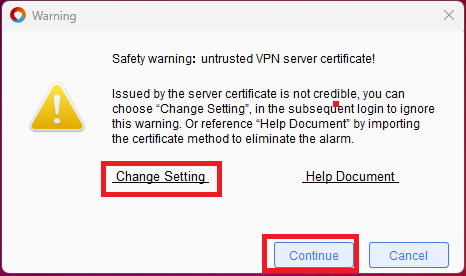 Warning
Safety warning: untrusted VPN server certificate!
Issued by the server certificate is not credible, you can
choose “Change Setting”, in the subsequent login to ignore
this warning. Or reference “Help Document” by importing
the certificate method to eliminate the alarm.
Change Setting Help Document
Continue Cancel